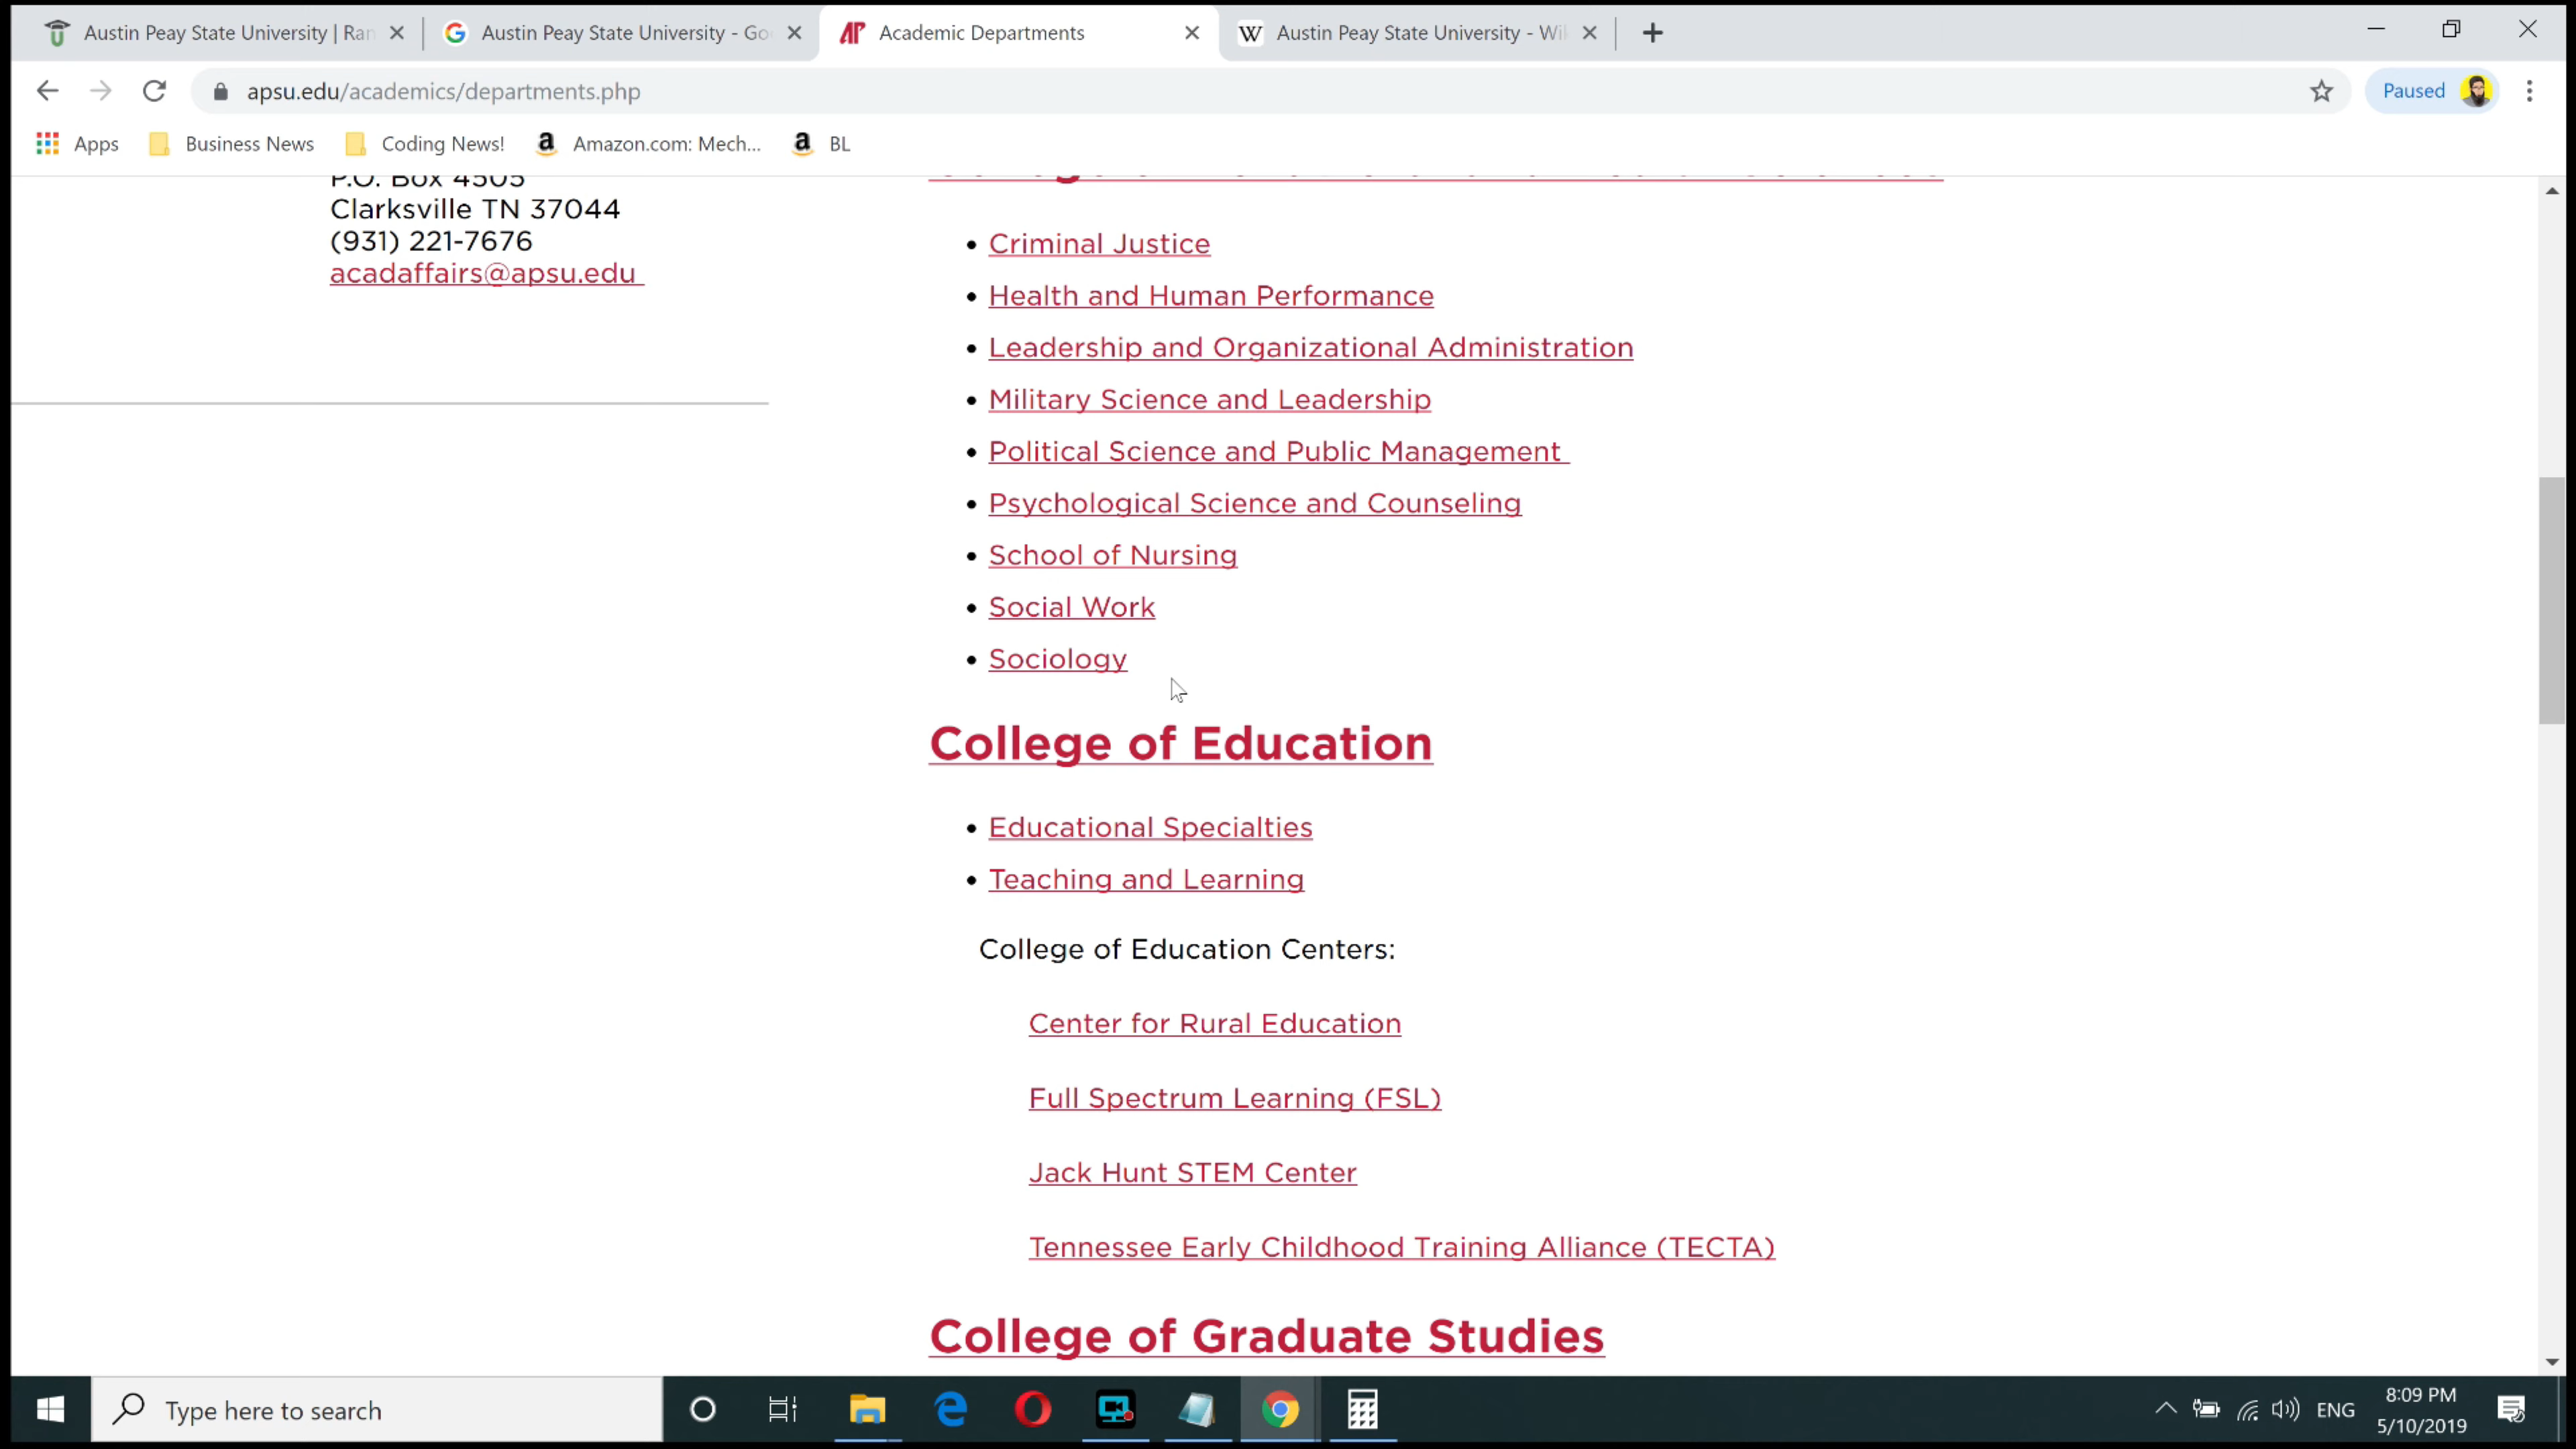 Austin Peay State University | Ran
Austin Peay State University - Goo
Academic Departments
Austin Peay State University - Wil
apsu.edu/academics/departments.php
Paused
Apps
Business News
Coding News!
Amazon.com: Mech...
BL
P.O. Box 4505
Clarksville TN 37044
(931) 221-7676
acadaffairs@apsu.edu
Criminal Justice
Health and Human Performance
Leadership and Organizational Administration
Military Science and Leadership
Political Science and Public Management
Psychological Science and Counseling
School of Nursing
Social Work
Sociology
College of Education
Educational Specialties
Teaching and Learning
College of Education Centers:
Center for Rural Education
Full Spectrum Learning (FSL)
Jack Hunt STEM Center
Tennessee Early Childhood Training Alliance (TECTA)
College of Graduate Studies
Type here to search
ENG
8:09 PM
5/10/2019